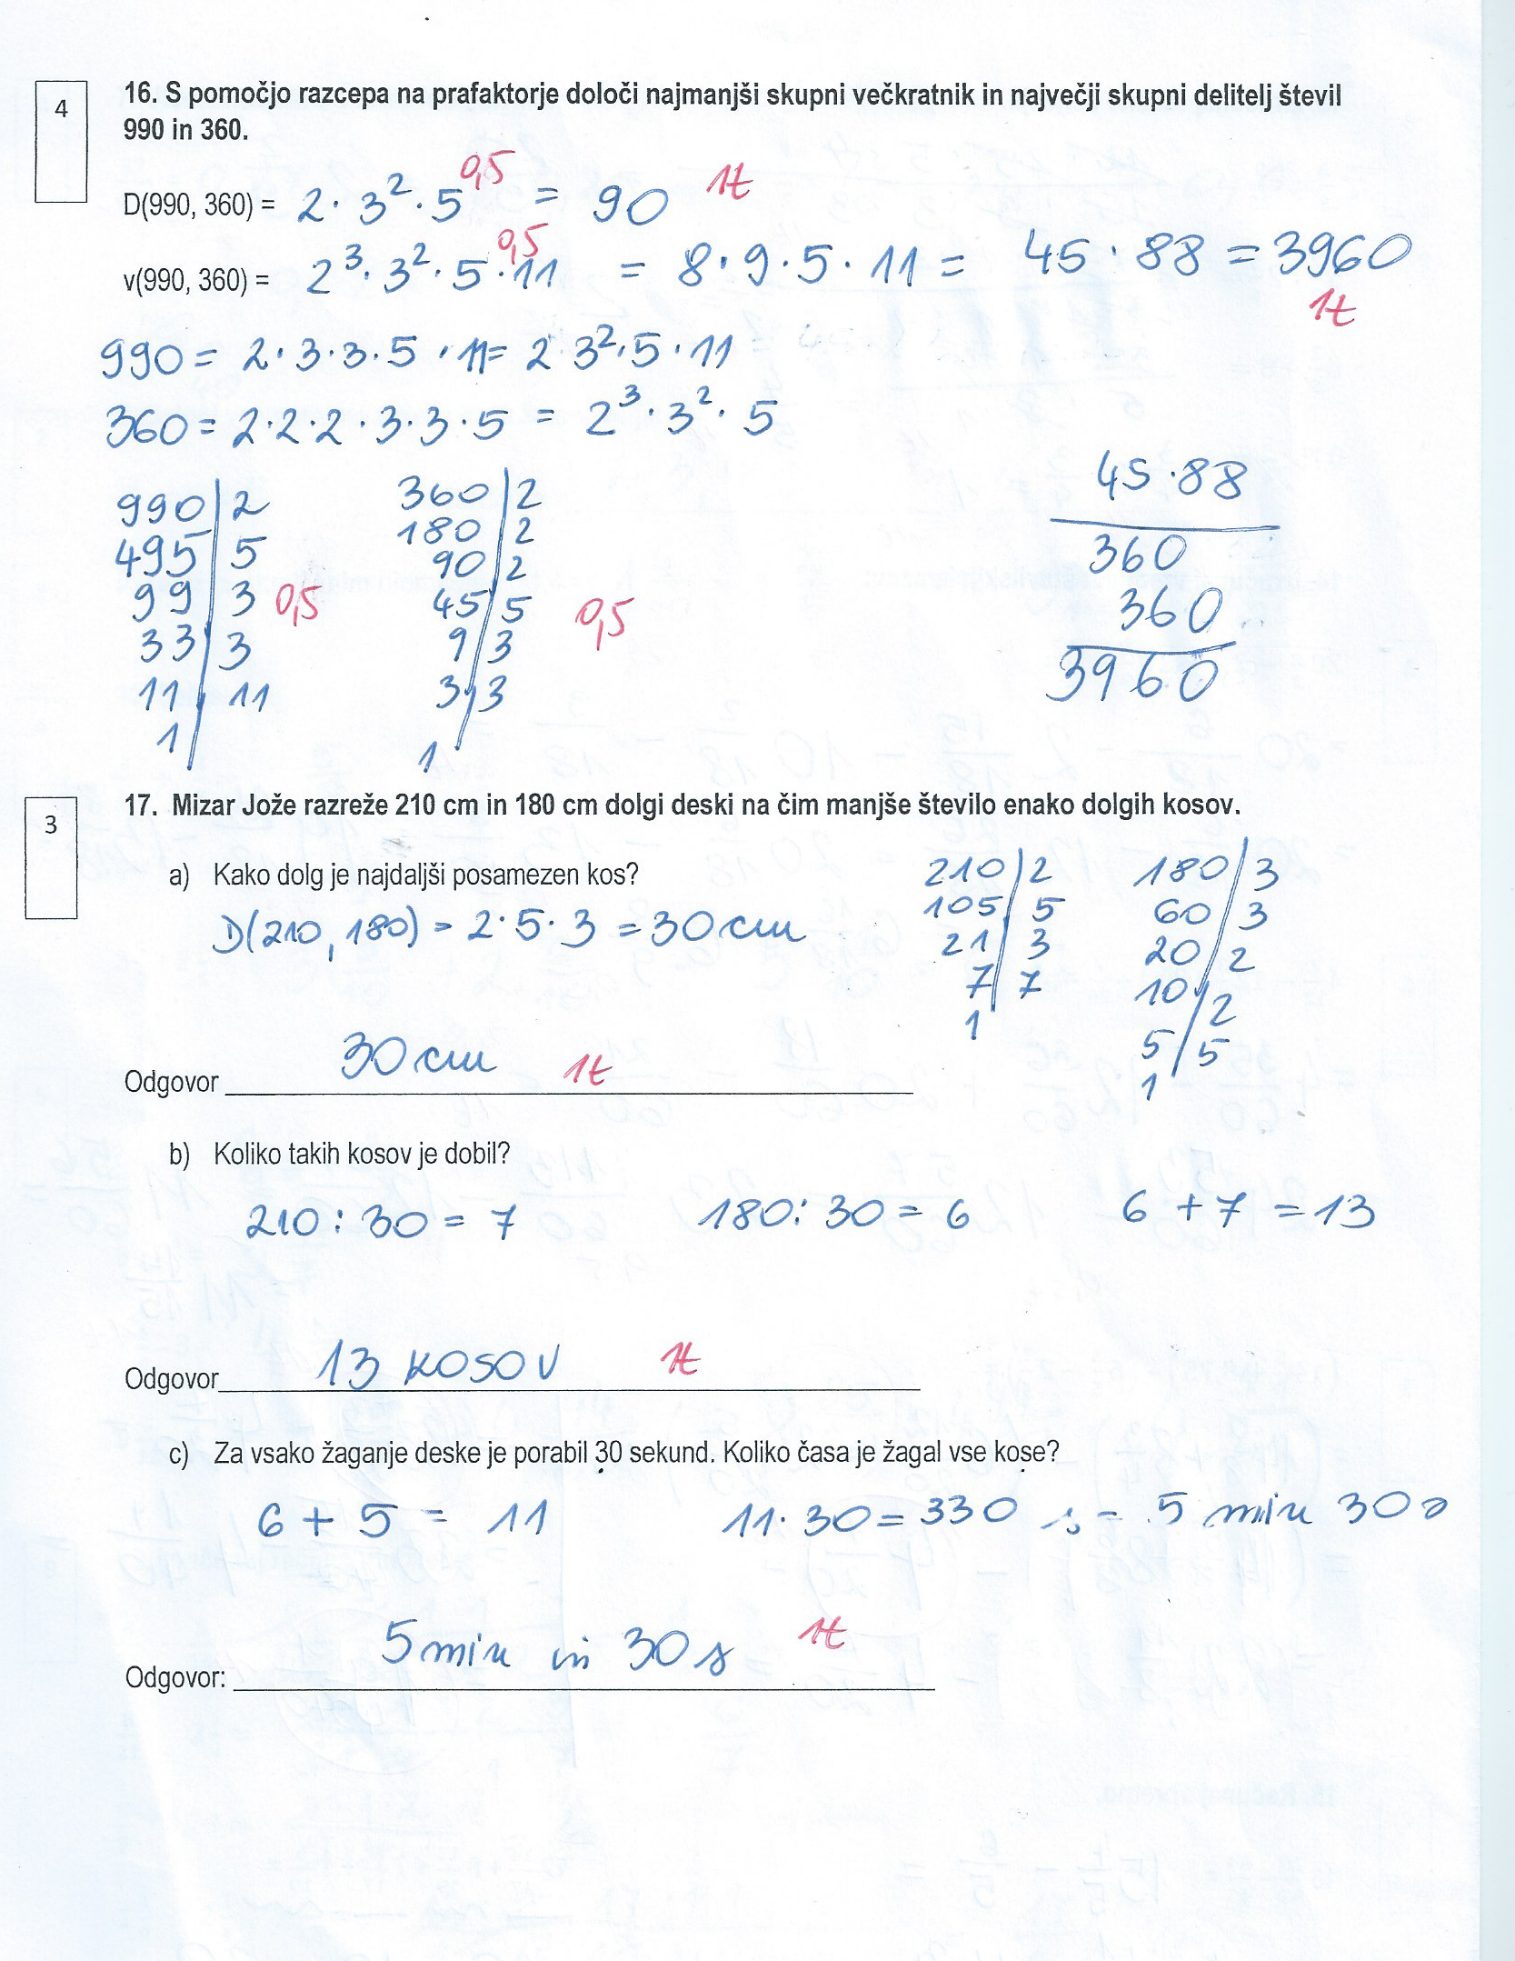 4
16. S pomočjo razcepa na prafaktorje določi najmanjši skupni večkratnik in največji skupni delitelj števil
990 in 360.
D(990, 360) = 2 · 3² · 5 0,5 = 90 1t
v(990, 360) = 2³ · 3² · 5 · 11 0,5 = 8 · 9 · 5 · 11 = 45 · 88 = 3960
1t
990 = 2 · 3 · 3 · 5 · 11 = 2 · 3² · 5 · 11
360 = 2 · 2 · 2 · 3 · 3 · 5 = 2³ · 3² · 5
990 | 2
495 | 5
99 | 3 0,5
33 | 3
11 | 11
1 |
360 | 2
180 | 2
90 | 2
45 | 5 0,5
9 | 3
3 | 3
1
45 · 88
360
360
3960
3
17. Mizar Jože razreže 210 cm in 180 cm dolgi deski na čim manjše število enako dolgih kosov.
a) Kako dolg je najdaljši posamezen kos?
D(210, 180) = 2 · 5 · 3 = 30 cm
210 | 2
105 | 5
21 | 3
7 | 7
1
180 | 3
60 | 3
20 | 2
10 | 2
5 | 5
1
Odgovor 30 cm 1t
b) Koliko takih kosov je dobil?
210 : 30 = 7 180 : 30 = 6 6 + 7 = 13
Odgovor 13 KOSOV 1t
c) Za vsako žaganje deske je porabil 30 sekund. Koliko časa je žagal vse kose?
6 + 5 = 11 11 · 30 = 330 s = 5 min 30 s
Odgovor: 5 min in 30 s 1t